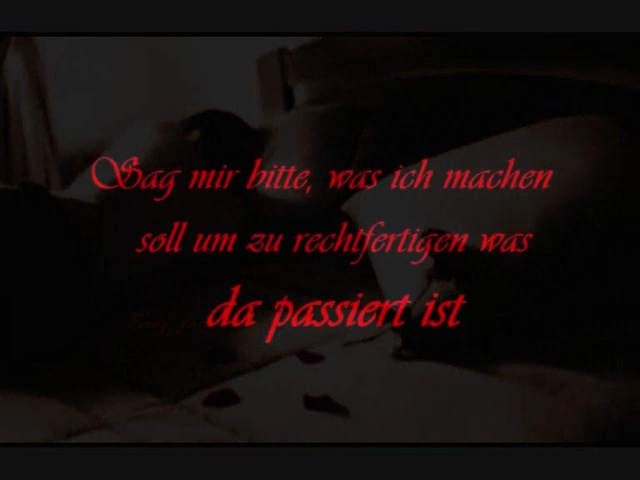 Sag mir bitte, was ich machen
soll um zu rechtfertigen was
da passiert ist